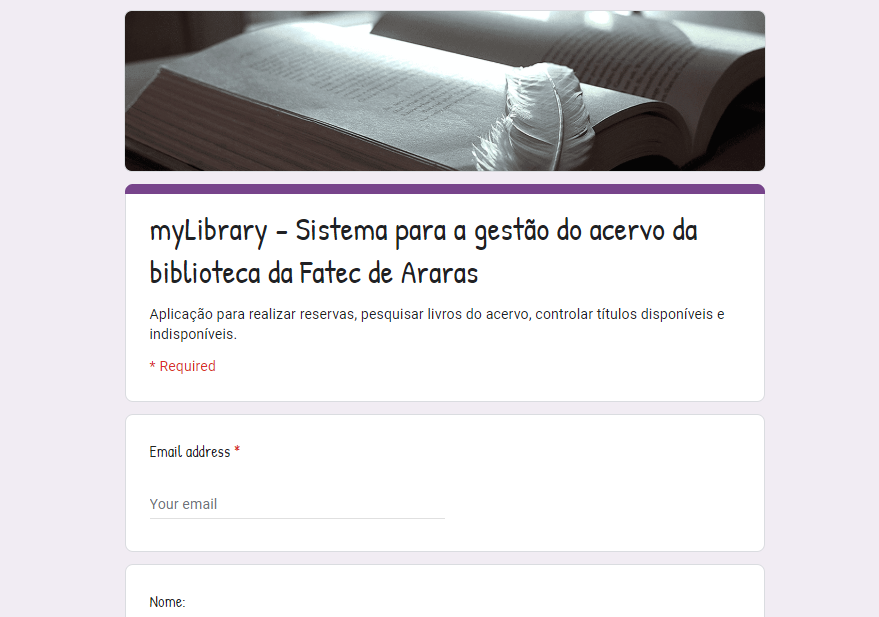 myLibrary - Sistema para a gestão do acervo da
biblioteca da Fatec de Araras
Aplicação para realizar reservas, pesquisar livros do acervo, controlar títulos disponíveis e
indisponíveis.
* Required
Email address *
Your email
Nome: